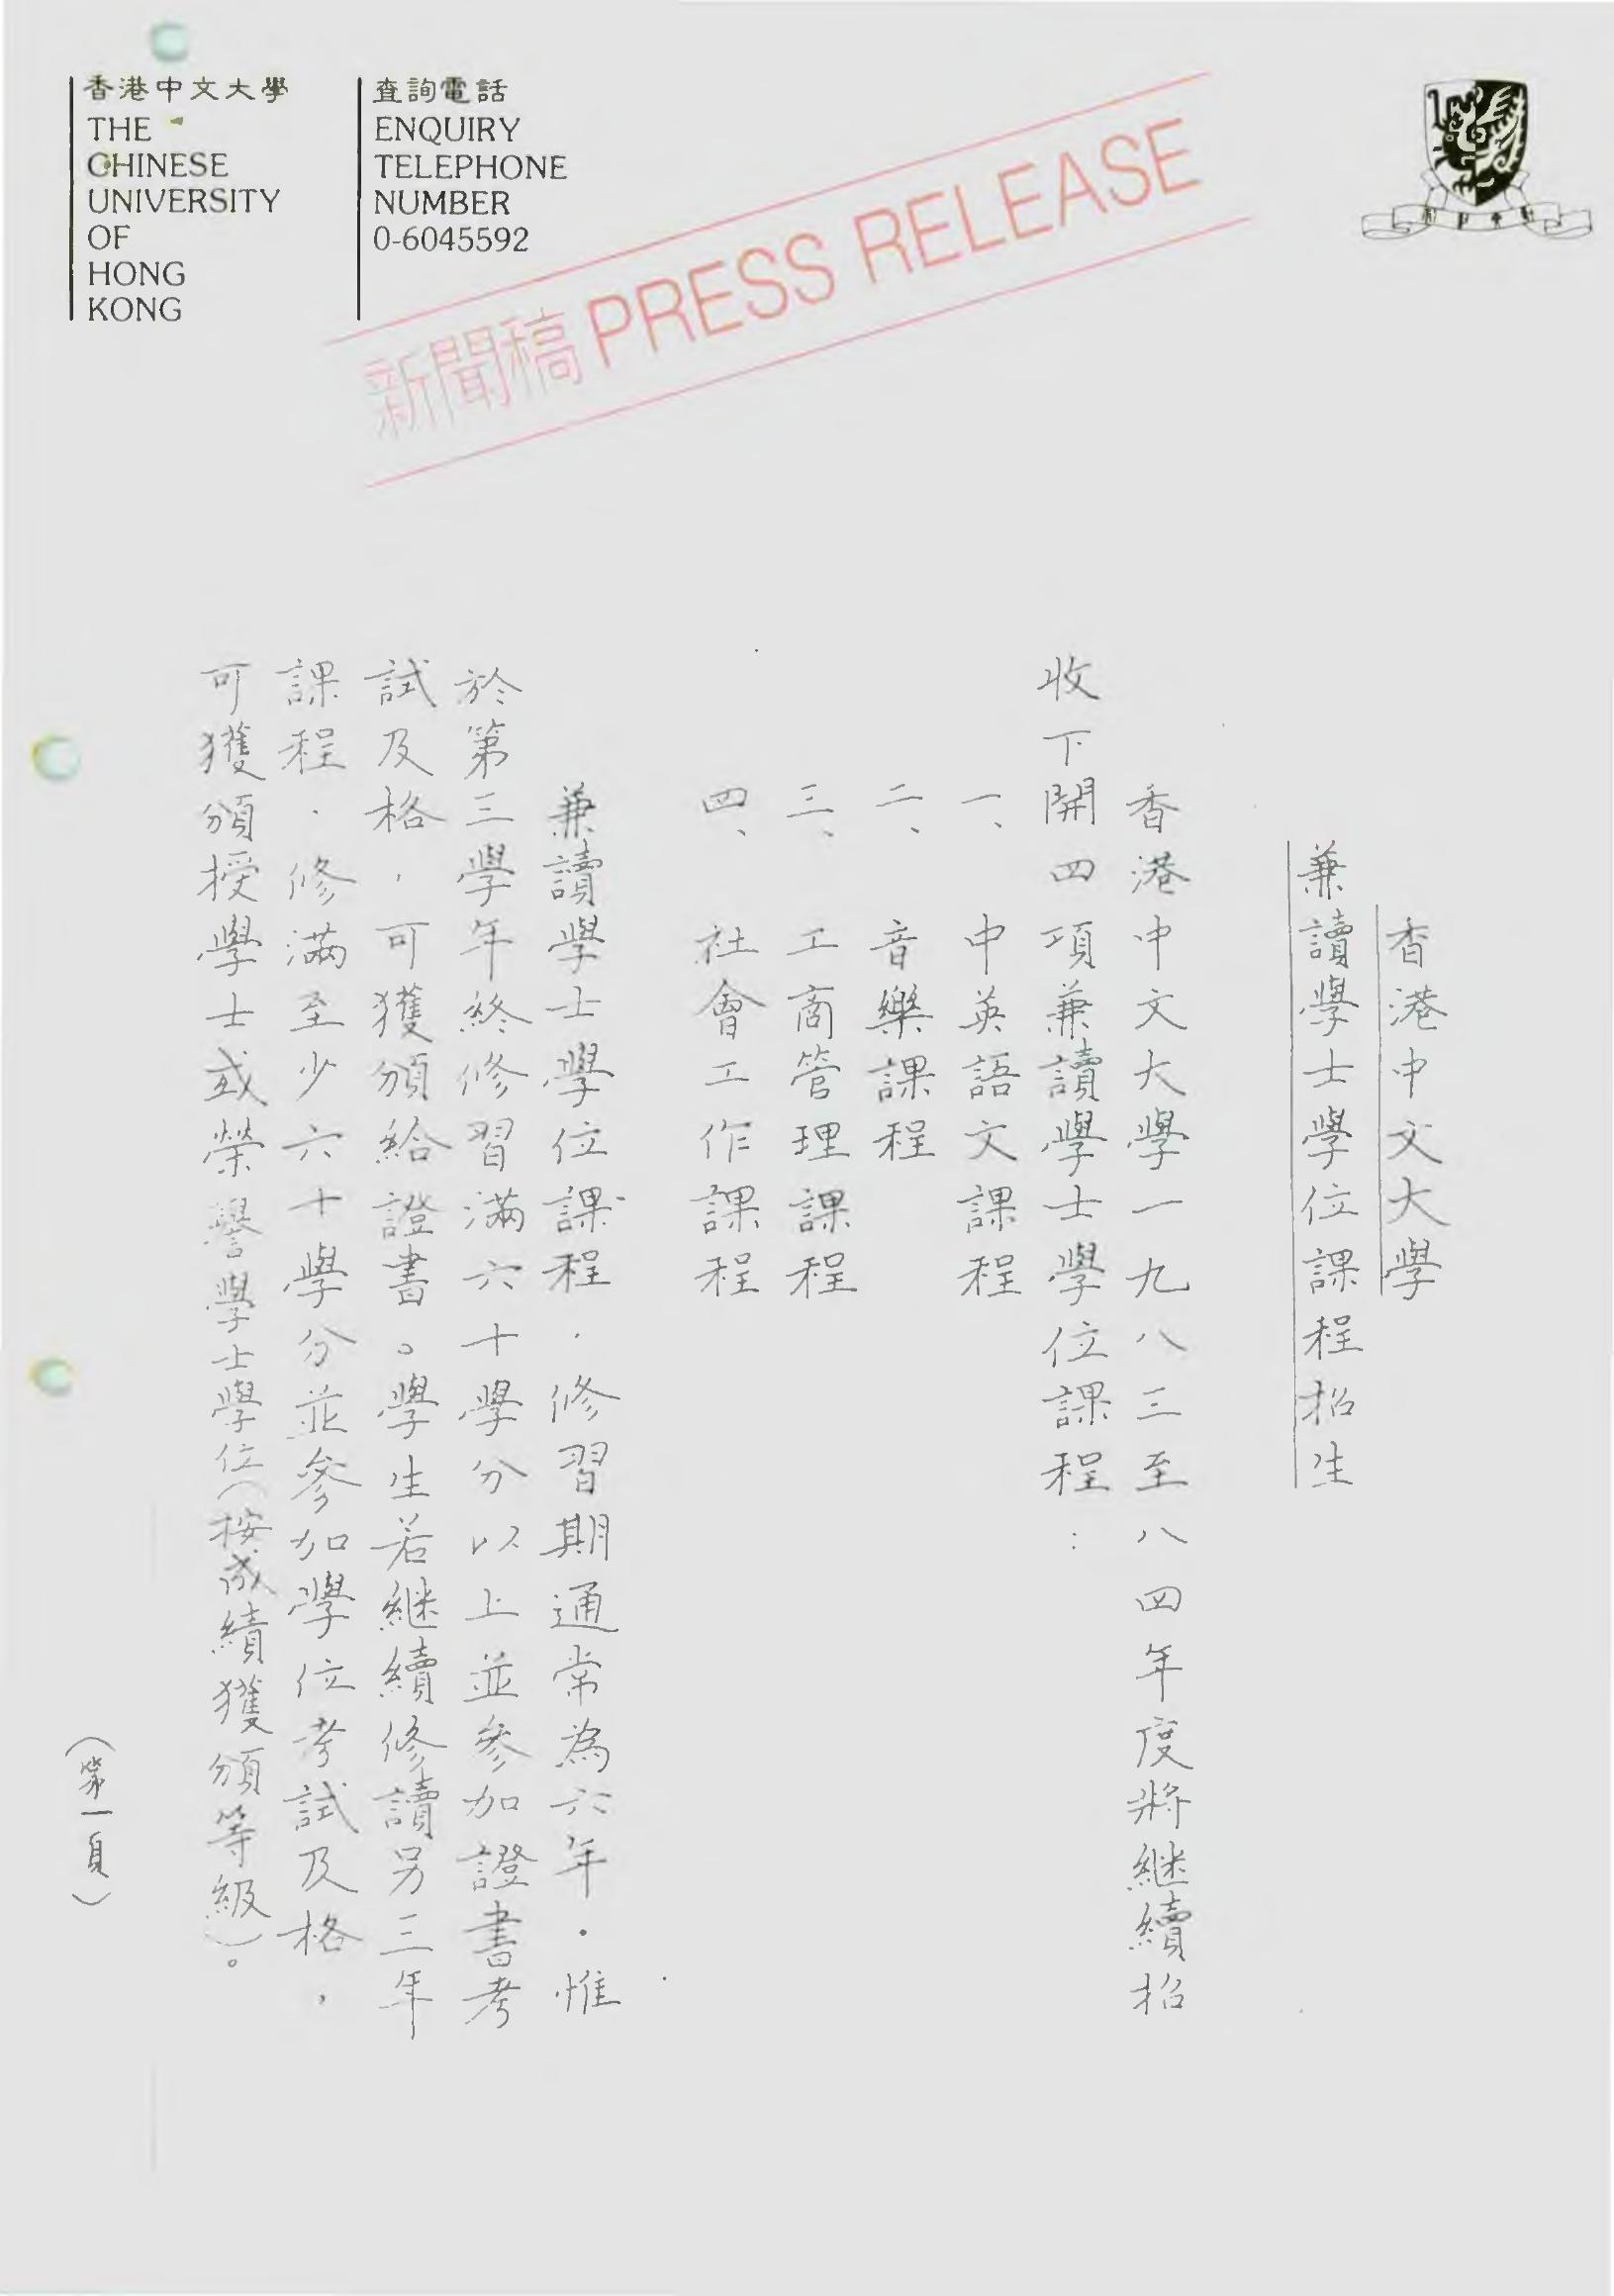 香港中文大學
THE
CHINESE
UNIVERSITY
OF
HONG
KONG
查詢電話
ENQUIRY
TELEPHONE
NUMBER
0-6045592
新聞稿 PRESS RELEASE
香港中文大學
兼讀學士學位課程招生
香港中文大學一九八三至八四年度將継續招
收下開四項兼讀學士學位課程：
一、中英語文課程
二、音樂課程
三、工商管理課程
四、社會工作課程
兼讀學士學位課程，修習期通常為六年。惟
於第三學年終修習滿六十學分以上並參加證書考
試及格，可獲頒給證書。學生若継續修讀另三年
課程，修滿至少六十學分並參加學位考試及格，
可獲頒授學士或榮譽學士學位（按成績獲頒等級）。
（第一頁）